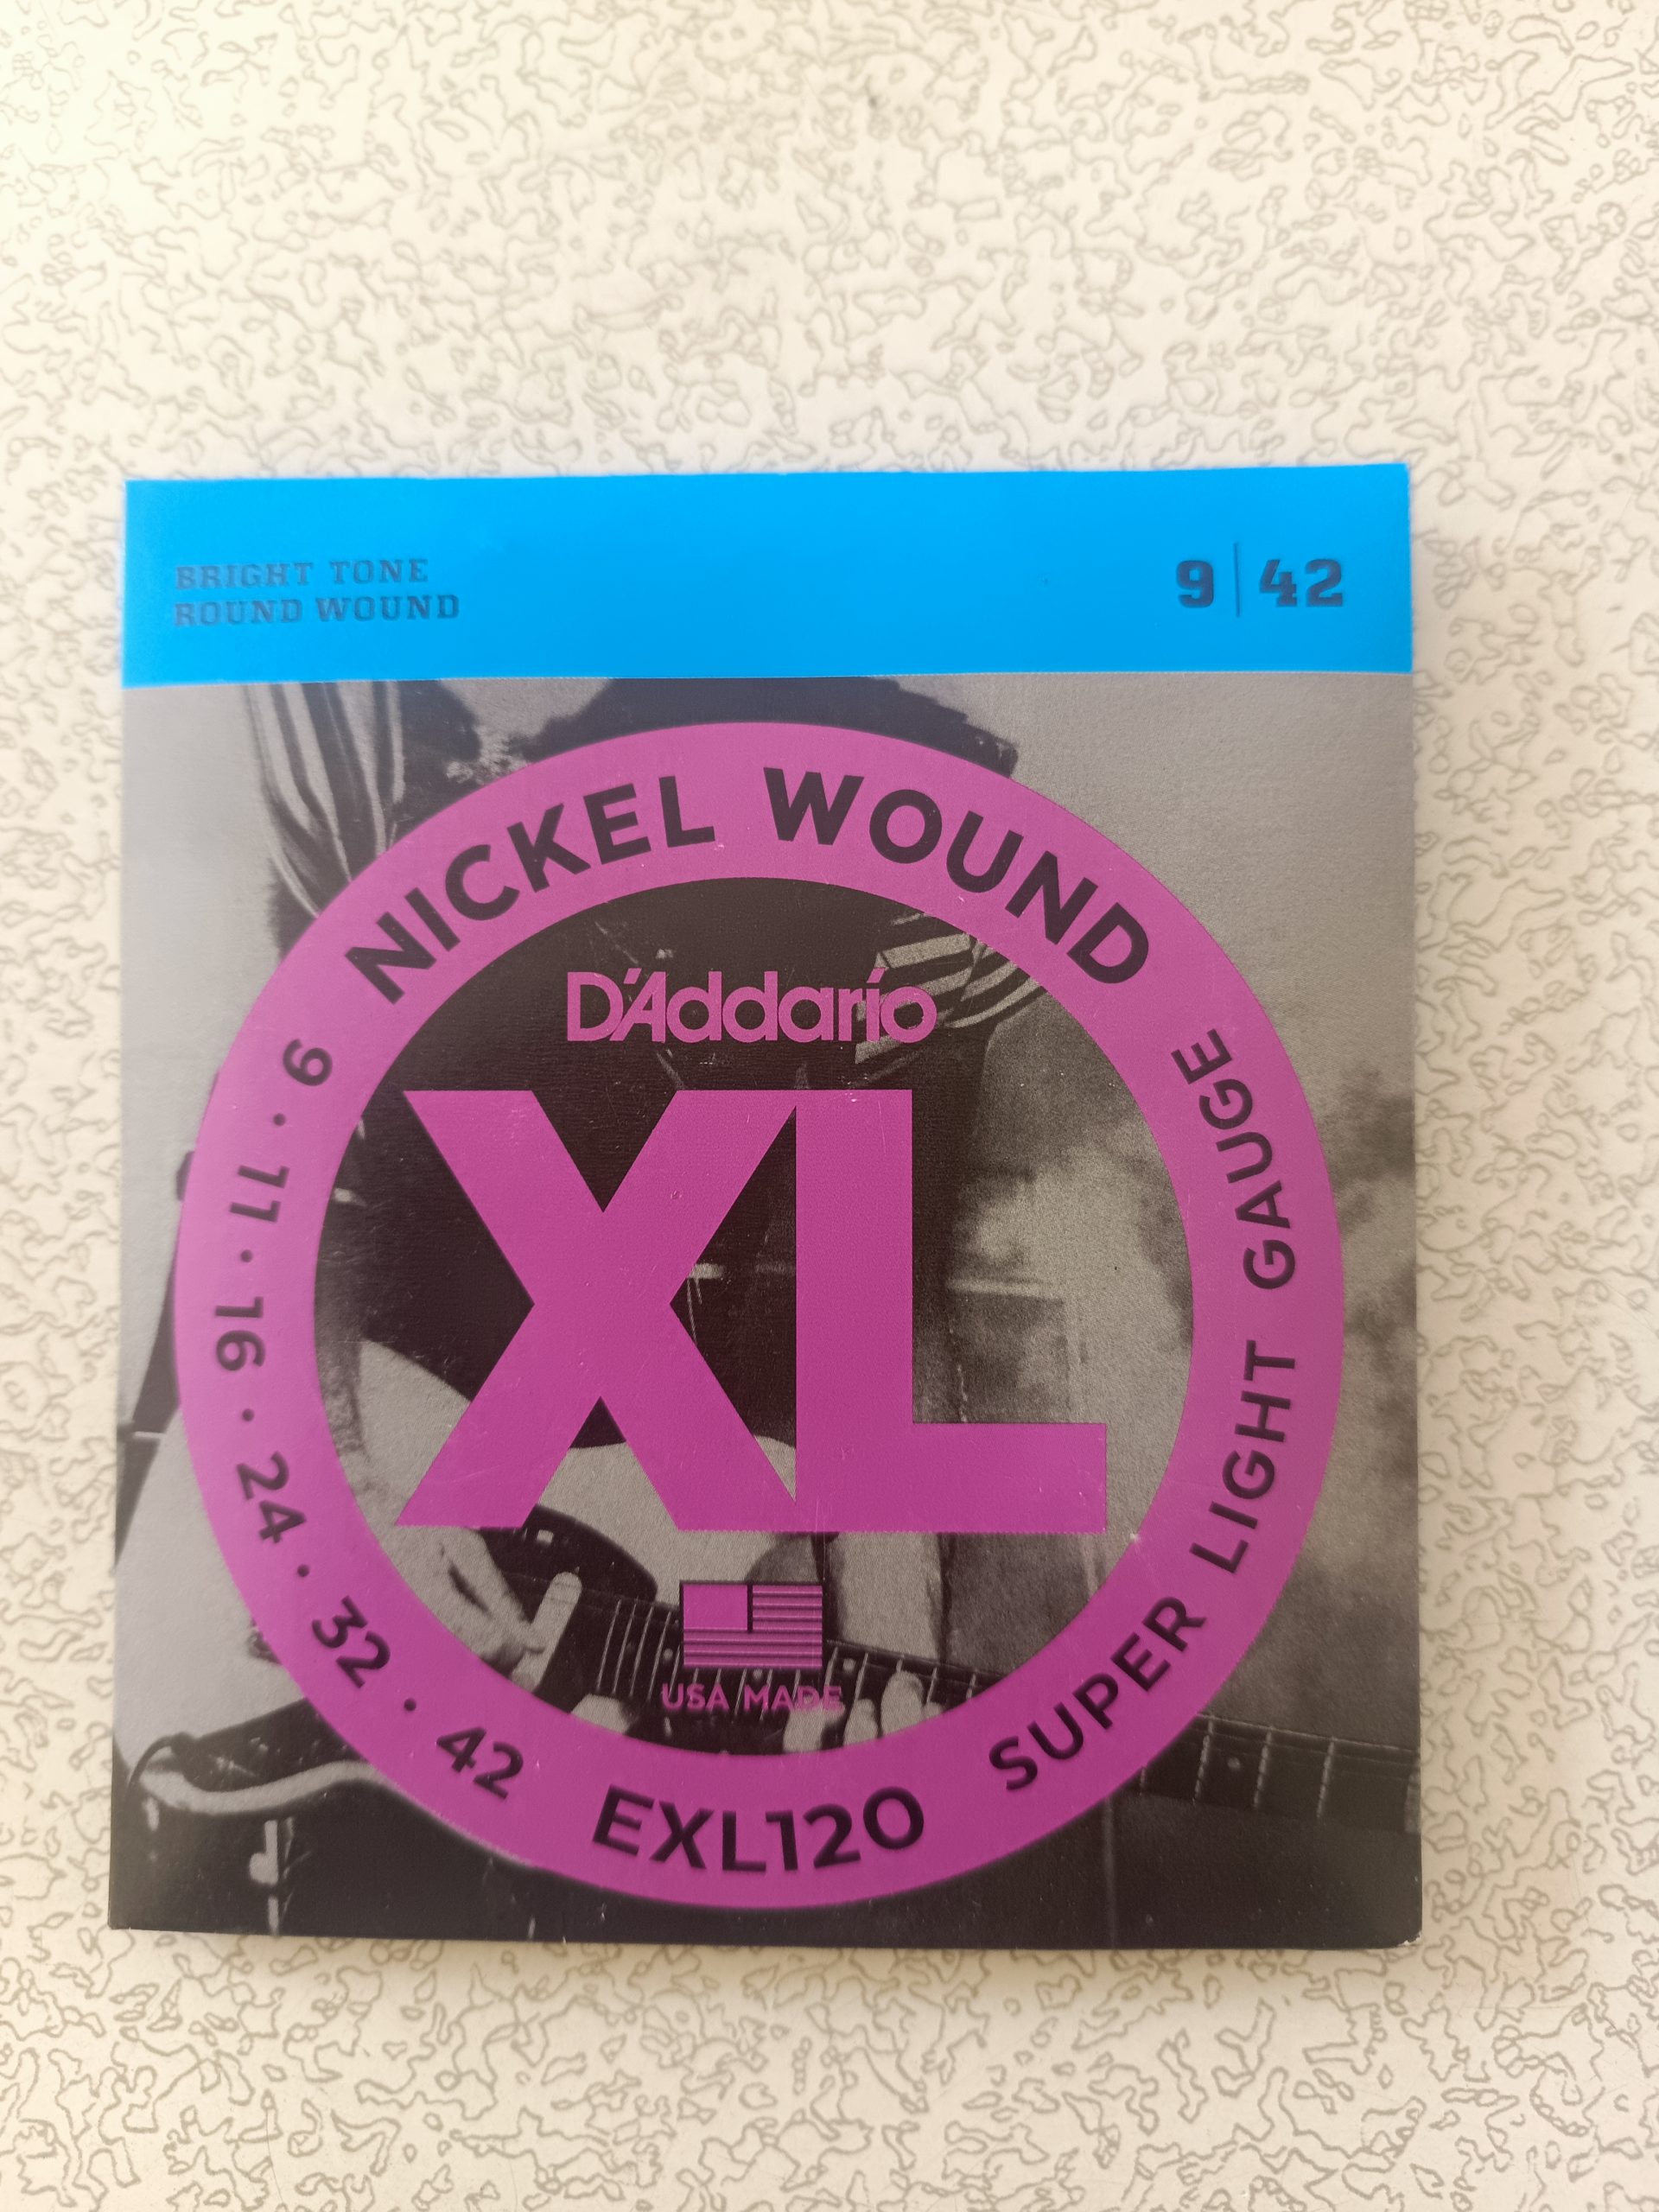 BRIGHT TONE
ROUND WOUND
9 | 42
NICKEL WOUND
D'Addario
XL
USA MADE
9 · 11 · 16 · 24 · 32 · 42
EXL120
SUPER LIGHT GAUGE